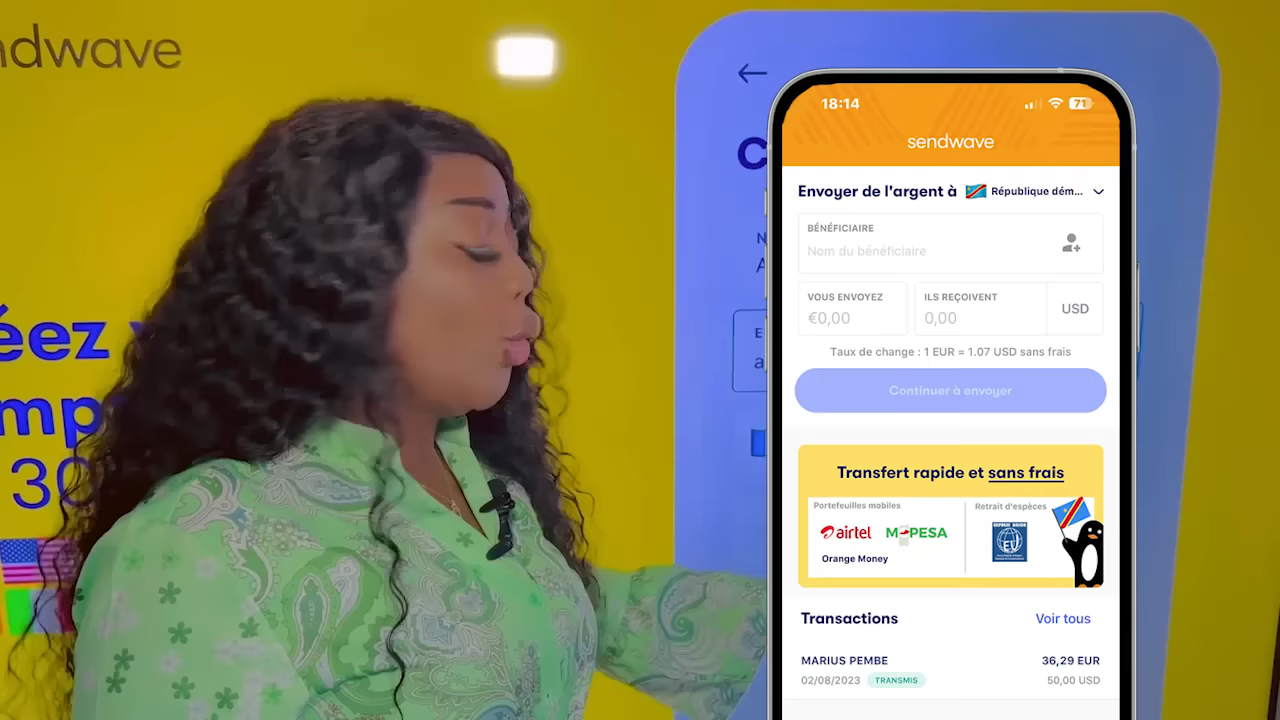 ndwave
éez
mp
30
18:14
71
sendwave
Envoyer de l'argent à République dém...
BÉNÉFICIAIRE
Nom du bénéficiaire
VOUS ENVOYEZ
€0,00
ILS REÇOIVENT
0,00
USD
Taux de change : 1 EUR = 1.07 USD sans frais
Continuer à envoyer
Transfert rapide et sans frais
Portefeuilles mobiles
Retrait d'espèces
airtel
M-PESA
Orange Money
Transactions
Voir tous
MARIUS PEMBE
36,29 EUR
02/08/2023
TRANSMIS
50,00 USD